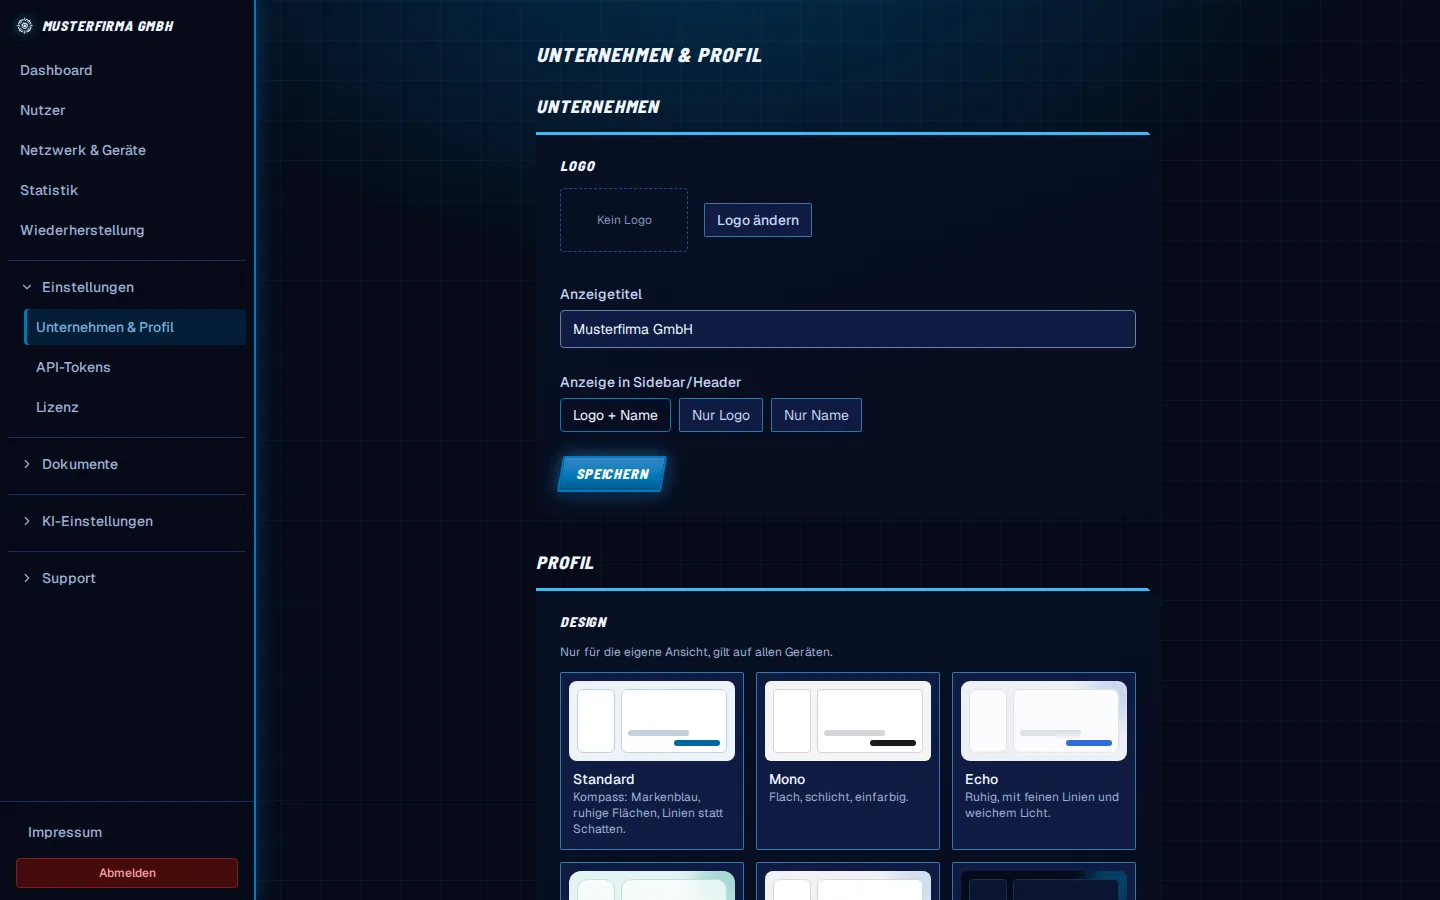 MUSTERFIRMA GMBH
Dashboard
Nutzer
Netzwerk & Geräte
Statistik
Wiederherstellung
Einstellungen
Unternehmen & Profil
API-Tokens
Lizenz
Dokumente
KI-Einstellungen
Support
Impressum
Abmelden
UNTERNEHMEN & PROFIL
UNTERNEHMEN
LOGO
Kein Logo
Logo ändern
Anzeigetitel
Musterfirma GmbH
Anzeige in Sidebar/Header
Logo + Name
Nur Logo
Nur Name
SPEICHERN
PROFIL
DESIGN
Nur für die eigene Ansicht, gilt auf allen Geräten.
Standard
Kompass: Markenblau,
ruhige Flächen, Linien statt
Schatten.
Mono
Flach, schlicht, einfarbig.
Echo
Ruhig, mit feinen Linien und
weichem Licht.